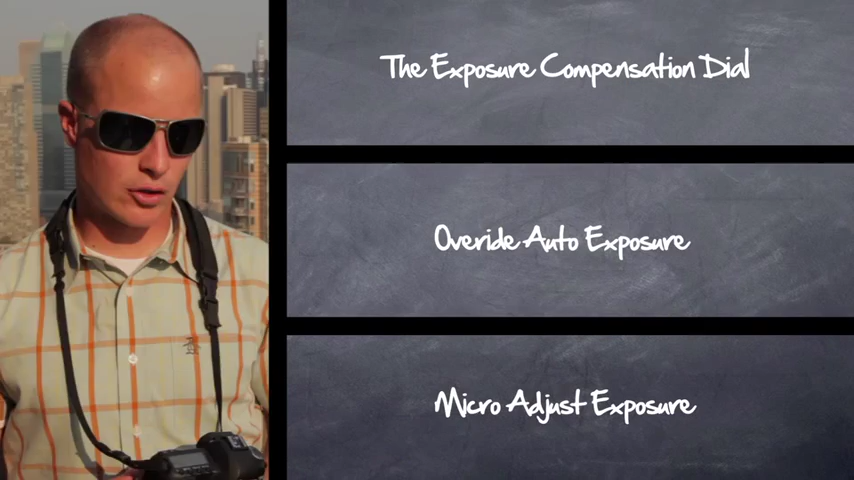 The Exposure Compensation Dial
Overide Auto Exposure
Micro Adjust Exposure